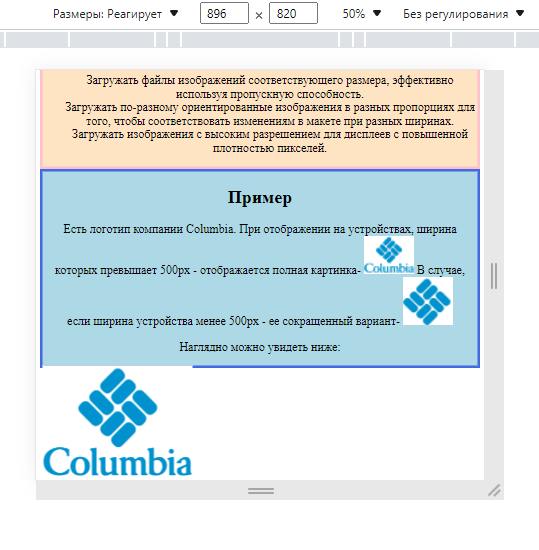 Размеры: Реагирует ▼ 896 × 820 50% ▼ Без регулирования ▼
Загружать файлы изображений соответствующего размера, эффективно
используя пропускную способность.
Загружать по-разному ориентированные изображения в разных пропорциях для
того, чтобы соответствовать изменениям в макете при разных ширинах.
Загружать изображения с высоким разрешением для дисплеев с повышенной
плотностью пикселей.
Пример
Есть логотип компании Columbia. При отображении на устройствах, ширина
которых превышает 500px - отображается полная картинка- Columbia В случае,
если ширина устройства менее 500px - ее сокращенный вариант-
Наглядно можно увидеть ниже:
Columbia